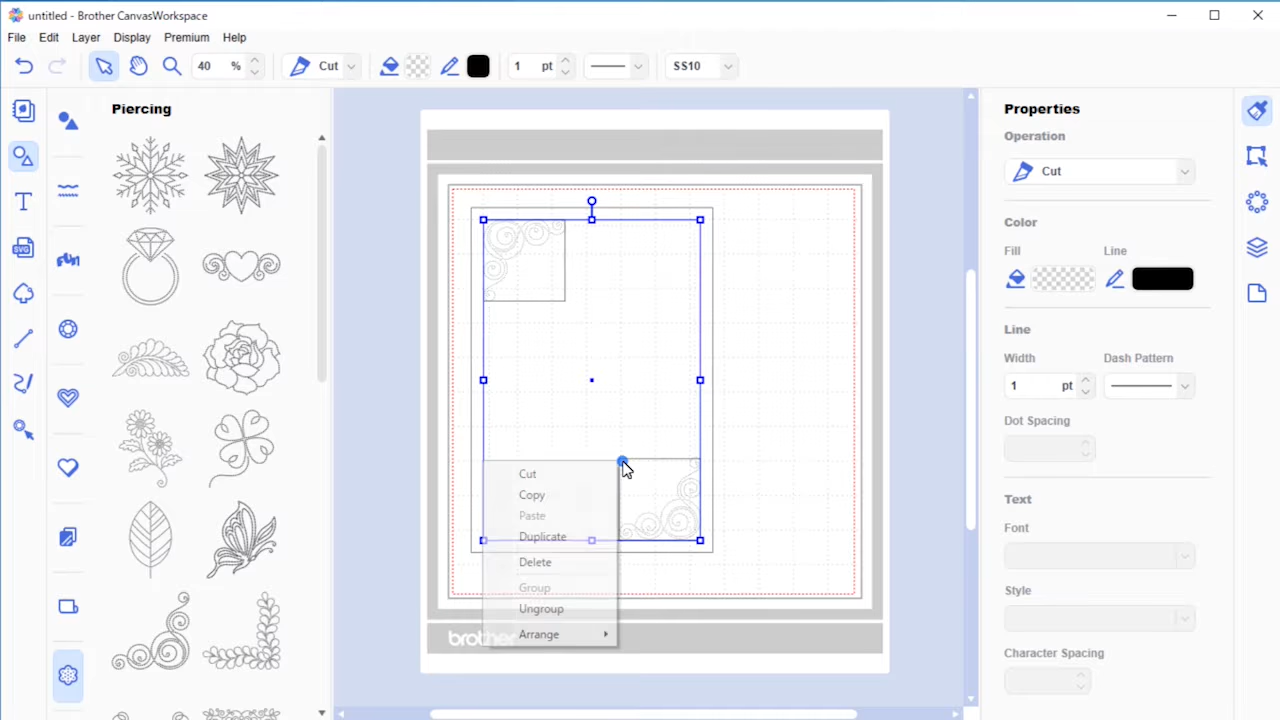 untitled - Brother CanvasWorkspace
File Edit Layer Display Premium Help
40 % Cut 1 pt SS10
Piercing
T
SVG
Cut
Copy
Paste
Duplicate
Delete
Group
Ungroup
Arrange
brother
Properties
Operation
Cut
Color
Fill Line
Line
Width Dash Pattern
1 pt
Dot Spacing
Text
Font
Style
Character Spacing